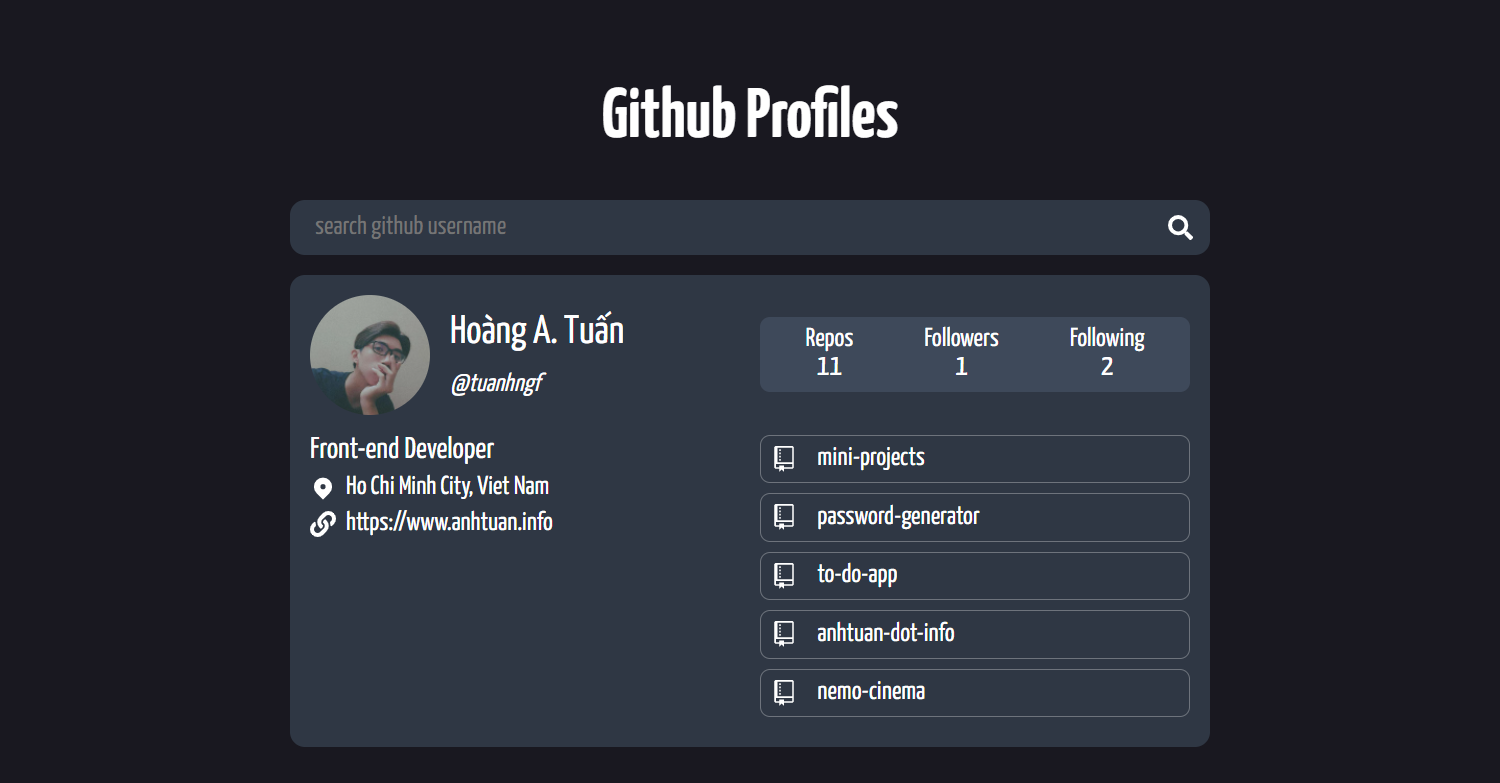 Github Profiles
search github username
Hoàng A. Tuấn
@tuanhngf
Repos Followers Following
11 1 2
Front-end Developer
Ho Chi Minh City, Viet Nam
https://www.anhtuan.info
mini-projects
password-generator
to-do-app
anhtuan-dot-info
nemo-cinema